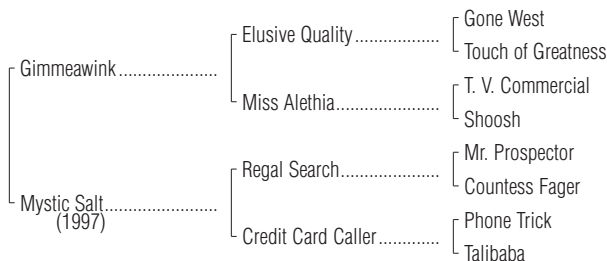 Gone West
Elusive Quality..................
Touch of Greatness
Gimmeawink.....................
T. V. Commercial
Miss Alethia......................
Shoosh
Mr. Prospector
Regal Search.....................
Countess Fager
Mystic Salt........................
(1997)
Phone Trick
Credit Card Caller.............
Talibaba